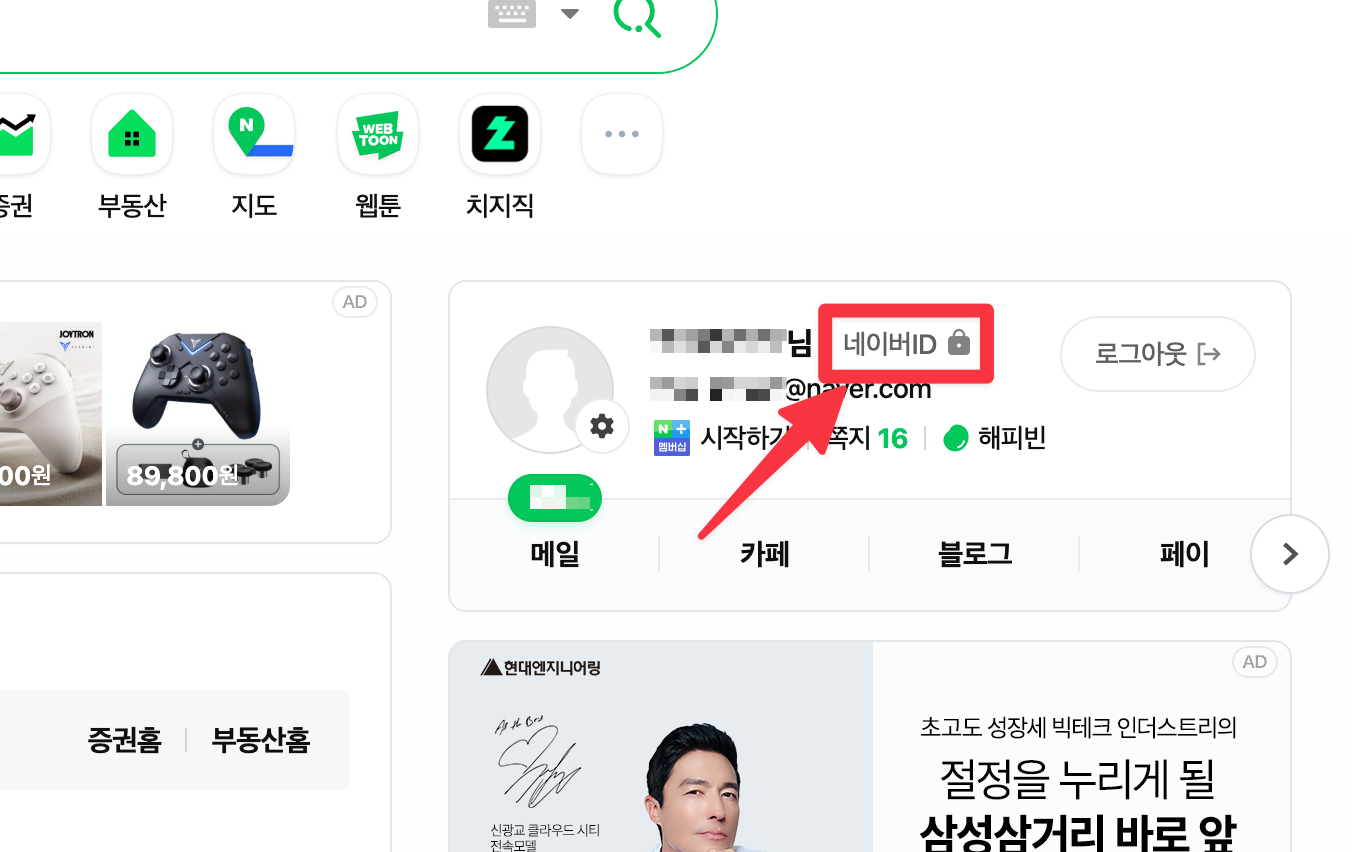 증권
부동산
N
지도
WEB
TOON
웹툰
치지직
AD
JOYTRON
00원
89,800원
님 네이버ID
@naver.com
로그아웃
N +
멤버십
시작하기
쪽지 16
해피빈
메일
카페
블로그
페이
증권홈
부동산홈
현대엔지니어링
신광교 클라우드 시티
전속모델
AD
초고도 성장세 빅테크 인더스트리의
절정을 누리게 될
삼성삼거리 바로 앞